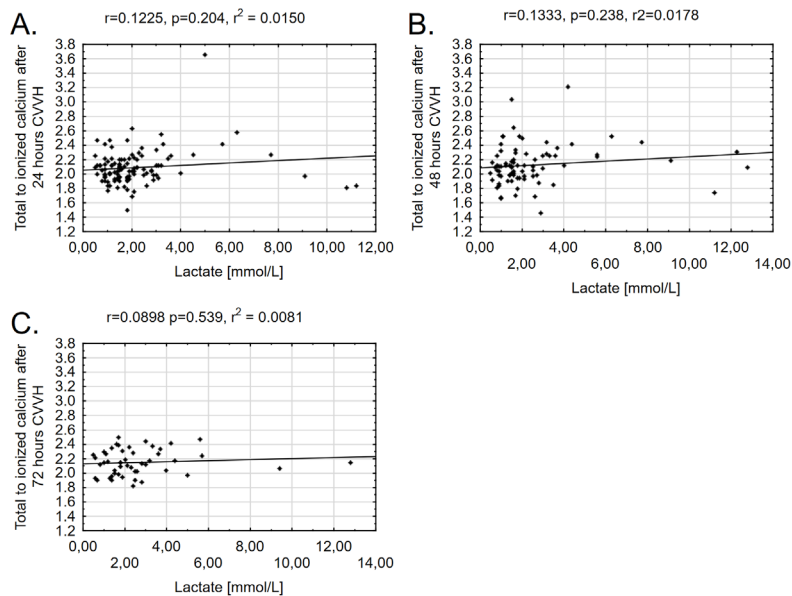 A.
r=0.1225, p=0.204, r² = 0.0150
Total to ionized calcium after
24 hours CVVH
3.8
3.6
3.4
3.2
3.0
2.8
2.6
2.4
2.2
2.0
1.8
1.6
1.4
1.2
0,00 2,00 4,00 6,00 8,00 10,00 12,00
Lactate [mmol/L]
B.
r=0.1333, p=0.238, r2=0.0178
Total to ionized calcium after
48 hours CVVH
3.8
3.6
3.4
3.2
3.0
2.8
2.6
2.4
2.2
2.0
1.8
1.6
1.4
1.2
0,00 4,00 8,00 12,00
2,00 6,00 10,00 14,00
Lactate [mmol/L]
C.
r=0.0898 p=0.539, r² = 0.0081
Total to ionized calcium after
72 hours CVVH
3.8
3.6
3.4
3.2
3.0
2.8
2.6
2.4
2.2
2.0
1.8
1.6
1.4
1.2
0,00 4,00 8,00 12,00
2,00 6,00 10,00 14,00
Lactate [mmol/L]